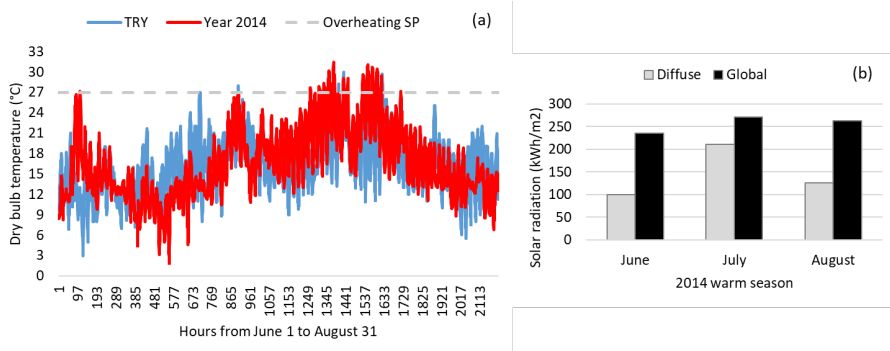 TRY Year 2014 Overheating SP (a)
33
30
27
24
21
18
15
12
9
6
3
0
Dry bulb temperature (°C)
1 97 193 289 385 481 577 673 769 865 961 1057 1153 1249 1345 1441 1537 1633 1729 1825 1921 2017 2113
Hours from June 1 to August 31
(b)
Diffuse Global
300
250
200
150
100
50
0
Solar radiation (kWh/m2)
June July August
2014 warm season